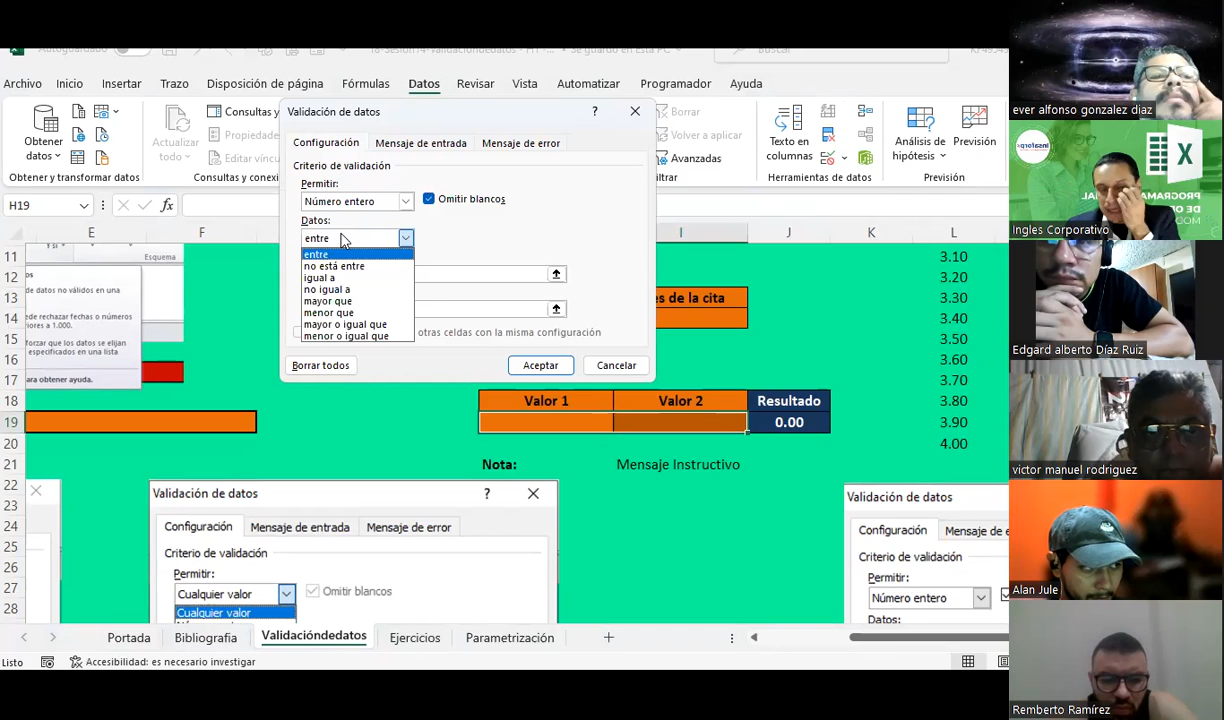 Archivo Inicio Insertar Trazo Disposición de página Fórmulas Datos Revisar Vista Automatizar Programador Ayuda
Buscar
Validación de datos ?
Obtener datos
Actualizar todo
Consultas y
Editar
Borrar
Volver a aplicar
Avanzadas
Texto en columnas
Análisis de hipótesis
Previsión
Obtener y transformar datos
Herramientas de datos
Previsión
Configuración Mensaje de entrada Mensaje de error
Criterio de validación
Permitir:
Número entero Omitir blancos
Datos:
entre
entre
no está entre
igual a
no igual a
mayor que
menor que
mayor o igual que
menor o igual que
otras celdas con la misma configuración
Borrar todos Aceptar Cancelar
H19 fx
E F I J K L
11 3.10
12 Esquema 3.20
13 de datos no válidos en una s de la cita 3.30
14 ede rechazar fechas o números 3.40
15 iores a 1.000. 3.50
16 forzar que los datos se elijan 3.60
especificados en una lista
17 ara obtener ayuda. 3.70
18 Valor 1 Valor 2 Resultado 3.80
19 0.00 3.90
20 4.00
21 Nota: Mensaje Instructivo
22 Validación de datos ? Validación de datos
23
24 Configuración Mensaje de entrada Mensaje de error Configuración Mensaje de e
25 Criterio de validación Criterio de validación
26 Permitir: Permitir:
27 Cualquier valor Omitir blancos Número entero
28 Cualquier valor Datos:
Portada Bibliografia Validacióndedatos Ejercicios Parametrización +
Listo Accesibilidad: es necesario investigar
ever alfonso gonzalez diaz
Ingles Corporativo
Edgard alberto Díaz Ruiz
victor manuel rodriguez
Alan Jule
Remberto Ramírez